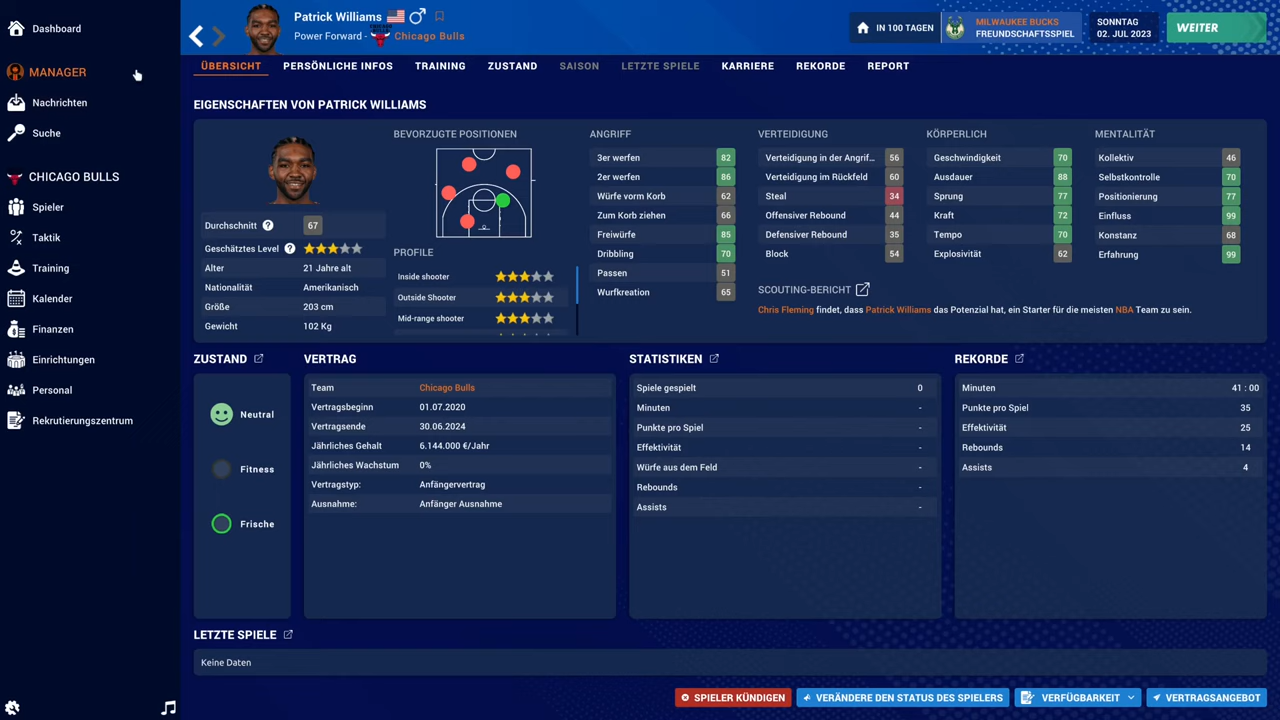 Dashboard
MANAGER
Nachrichten
Suche
CHICAGO BULLS
Spieler
Taktik
Training
Kalender
Finanzen
Einrichtungen
Personal
Rekrutierungszentrum
Patrick Williams
Power Forward - Chicago Bulls
IN 100 TAGEN
MILWAUKEE BUCKS
FREUNDSCHAFTSSPIEL
SONNTAG
02. JUL 2023
WEITER
ÜBERSICHT PERSÖNLICHE INFOS TRAINING ZUSTAND SAISON LETZTE SPIELE KARRIERE REKORDE REPORT
EIGENSCHAFTEN VON PATRICK WILLIAMS
Durchschnitt ? 67
Geschätztes Level ?
Alter 21 Jahre alt
Nationalität Amerikanisch
Größe 203 cm
Gewicht 102 Kg
BEVORZUGTE POSITIONEN
PROFILE
Inside shooter
Outside Shooter
Mid-range shooter
ANGRIFF
3er werfen 82
2er werfen 86
Würfe vorm Korb 62
Zum Korb ziehen 66
Freiwürfe 85
Dribbling 70
Passen 51
Wurfkreation 65
VERTEIDIGUNG
Verteidigung in der Angrif... 56
Verteidigung im Rückfeld 60
Steal 34
Offensiver Rebound 44
Defensiver Rebound 35
Block 54
KÖRPERLICH
Geschwindigkeit 70
Ausdauer 88
Sprung 77
Kraft 72
Tempo 70
Explosivität 62
MENTALITÄT
Kollektiv 46
Selbstkontrolle 70
Positionierung 77
Einfluss 99
Konstanz 68
Erfahrung 99
SCOUTING-BERICHT
Chris Fleming findet, dass Patrick Williams das Potenzial hat, ein Starter für die meisten NBA Team zu sein.
ZUSTAND
Neutral
Fitness
Frische
VERTRAG
Team Chicago Bulls
Vertragsbeginn 01.07.2020
Vertragsende 30.06.2024
Jährliches Gehalt 6.144.000 €/Jahr
Jährliches Wachstum 0%
Vertragstyp: Anfängervertrag
Ausnahme: Anfänger Ausnahme
STATISTIKEN
Spiele gespielt 0
Minuten -
Punkte pro Spiel -
Effektivität -
Würfe aus dem Feld -
Rebounds -
Assists -
REKORDE
Minuten 41 : 00
Punkte pro Spiel 35
Effektivität 25
Rebounds 14
Assists 4
LETZTE SPIELE
Keine Daten
SPIELER KÜNDIGEN
VERÄNDERE DEN STATUS DES SPIELERS
VERFÜGBARKEIT
VERTRAGSANGEBOT